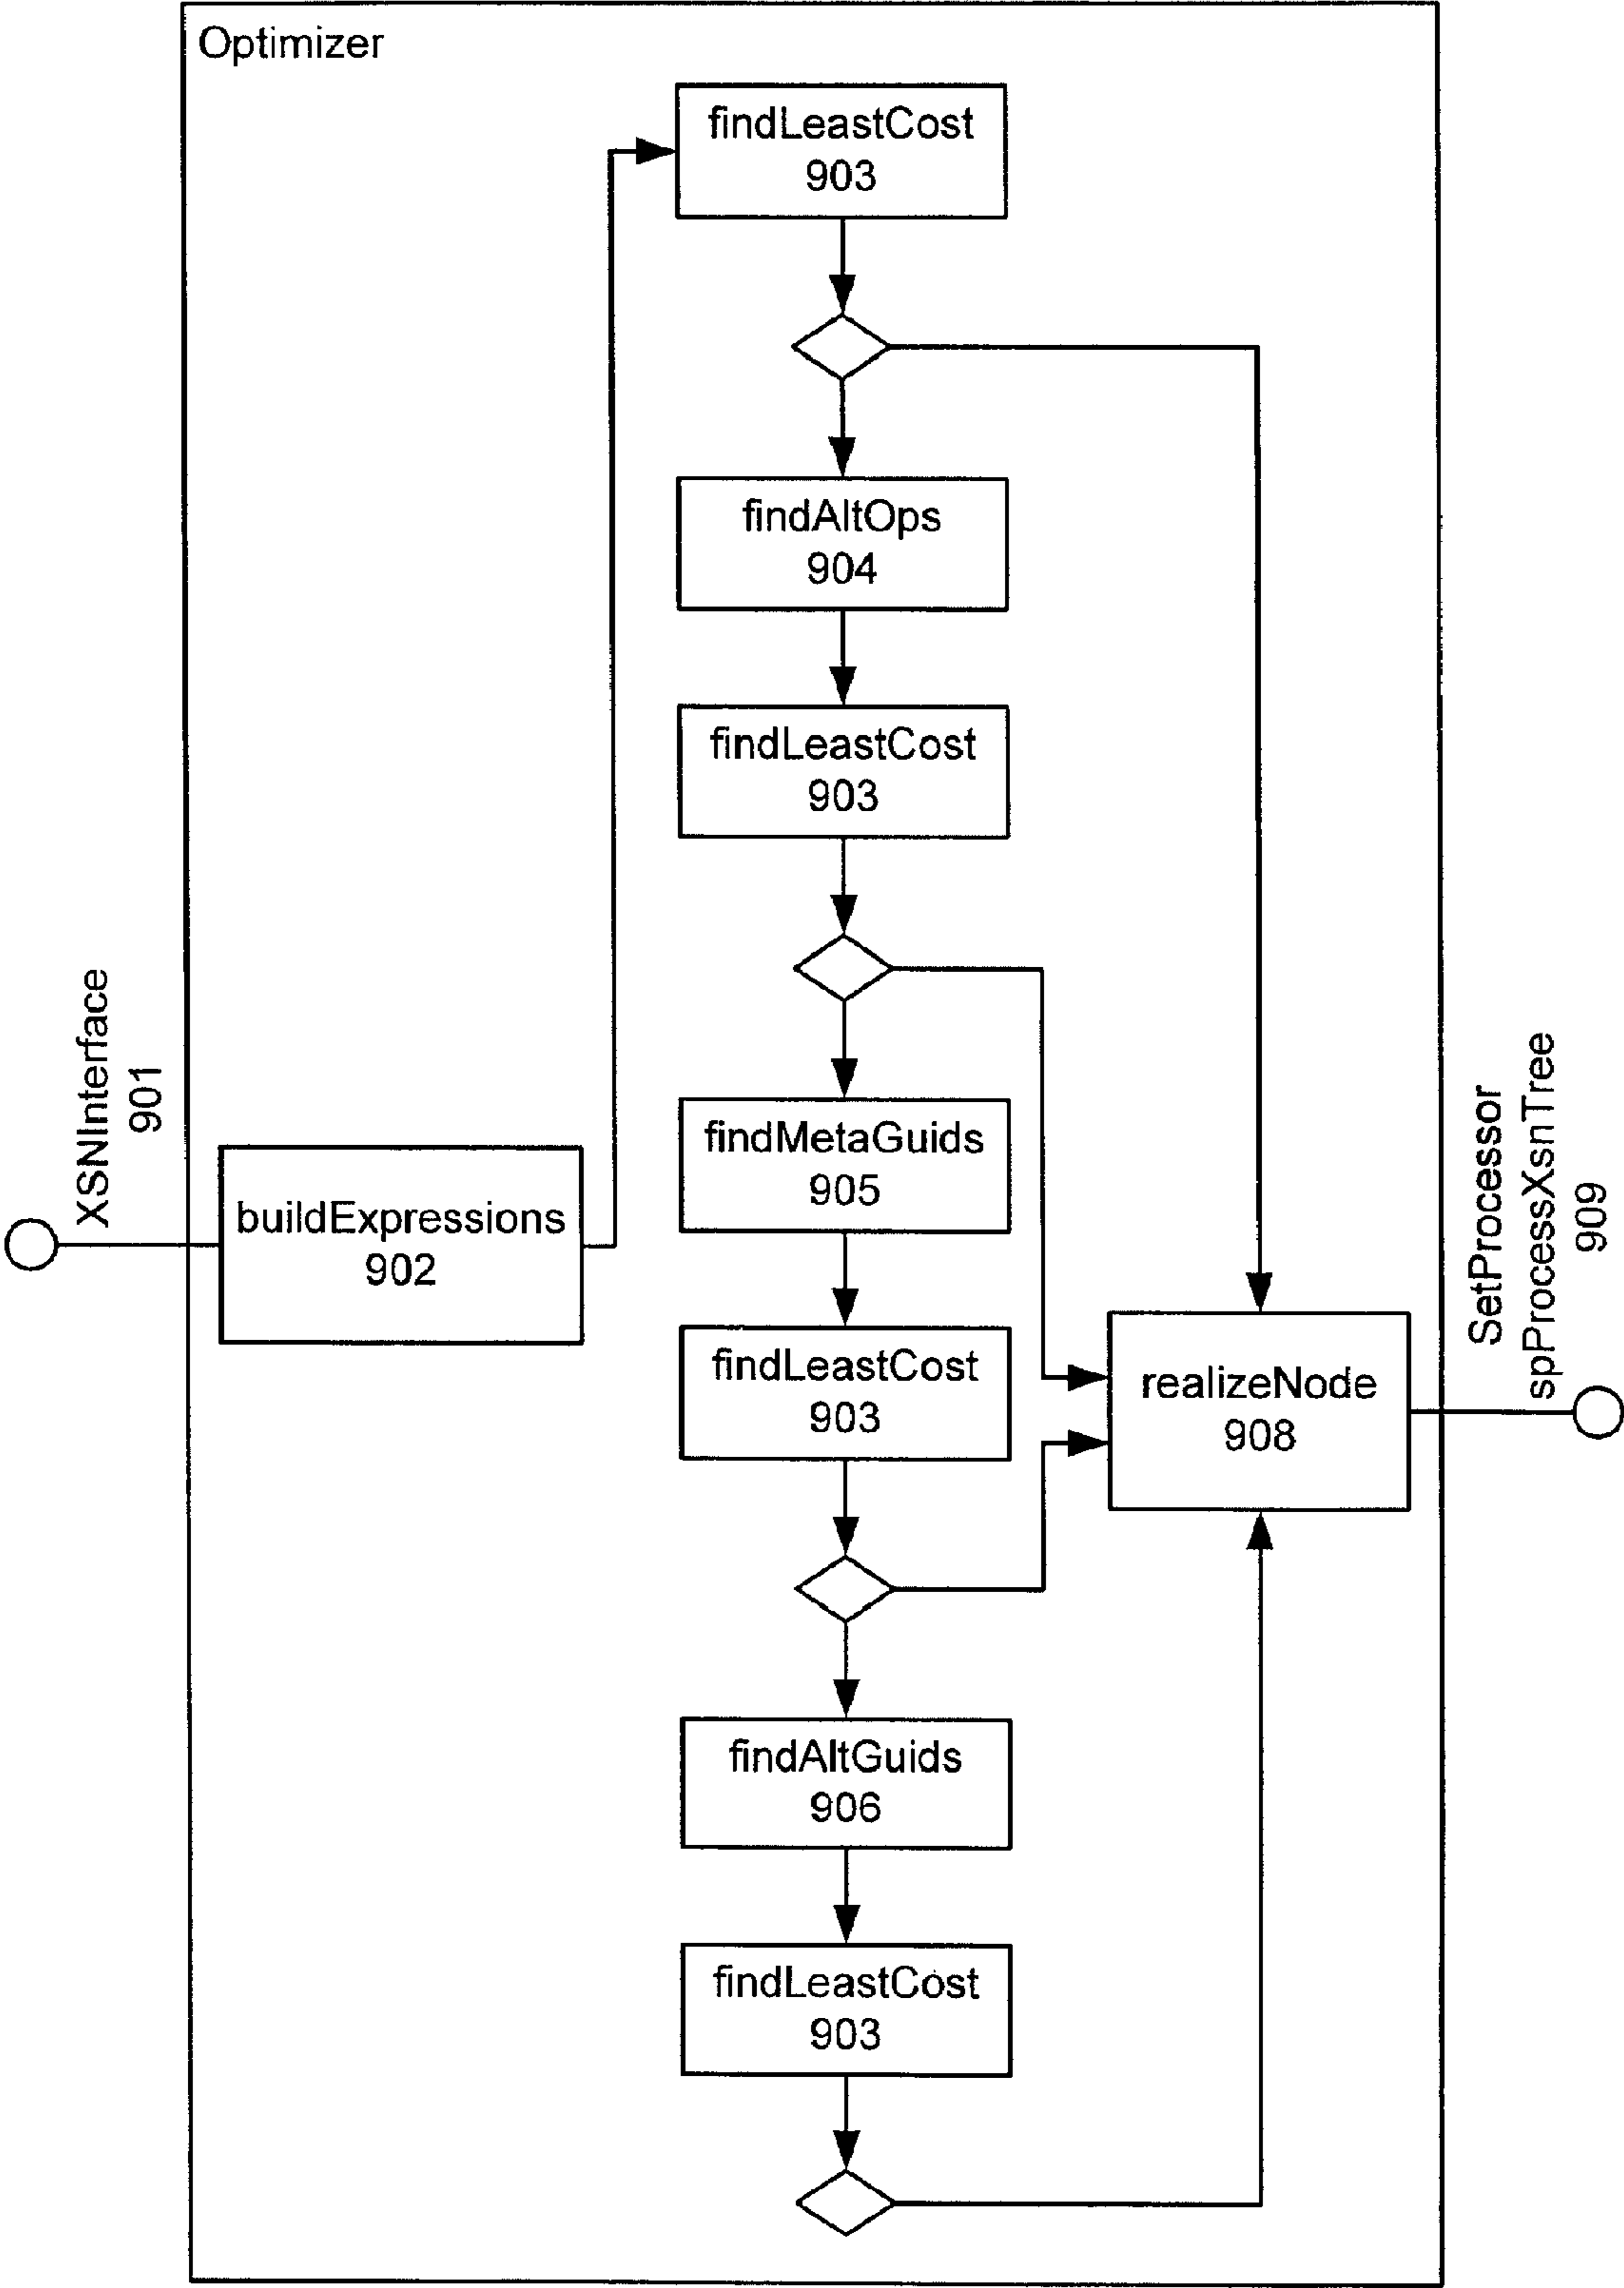 Optimizer
findLeastCost
903
findAltOps
904
findLeastCost
903
XSNInterface
901
buildExpressions
902
findMetaGuids
905
findLeastCost
903
realizeNode
908
SetProcessor
spProcessXsnTree
909
findAltGuids
906
findLeastCost
903